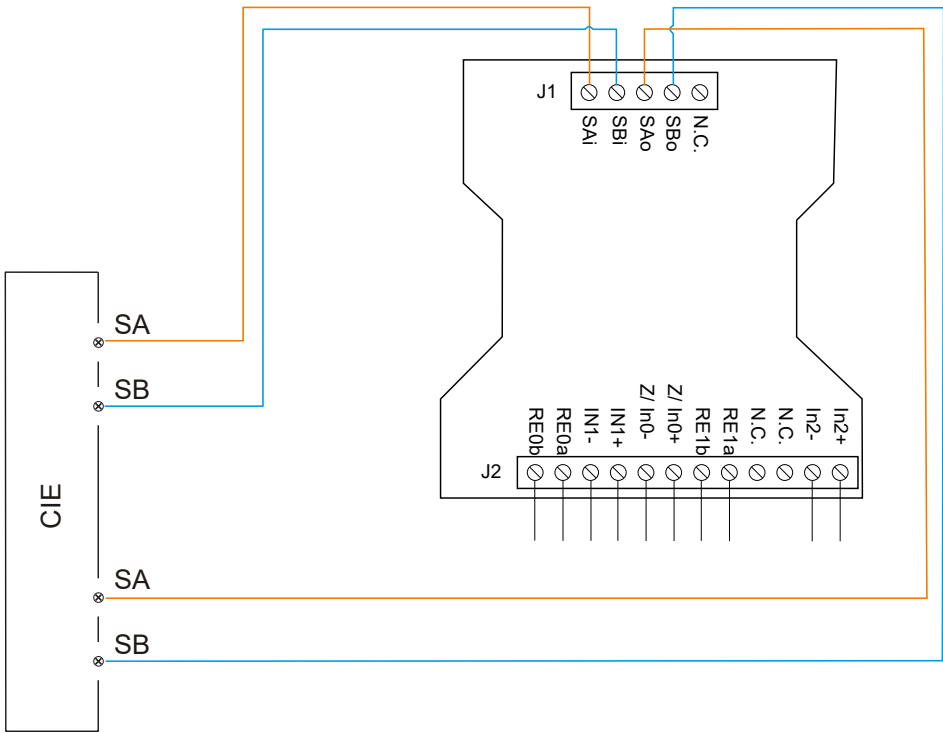 J1
SAi
SBi
SAo
SBo
N.C.
SA
SB
CIE
SA
SB
J2
RE0b
RE0a
IN1-
IN1+
Z/ In0-
Z/ In0+
RE1b
RE1a
N.C.
N.C.
In2-
In2+